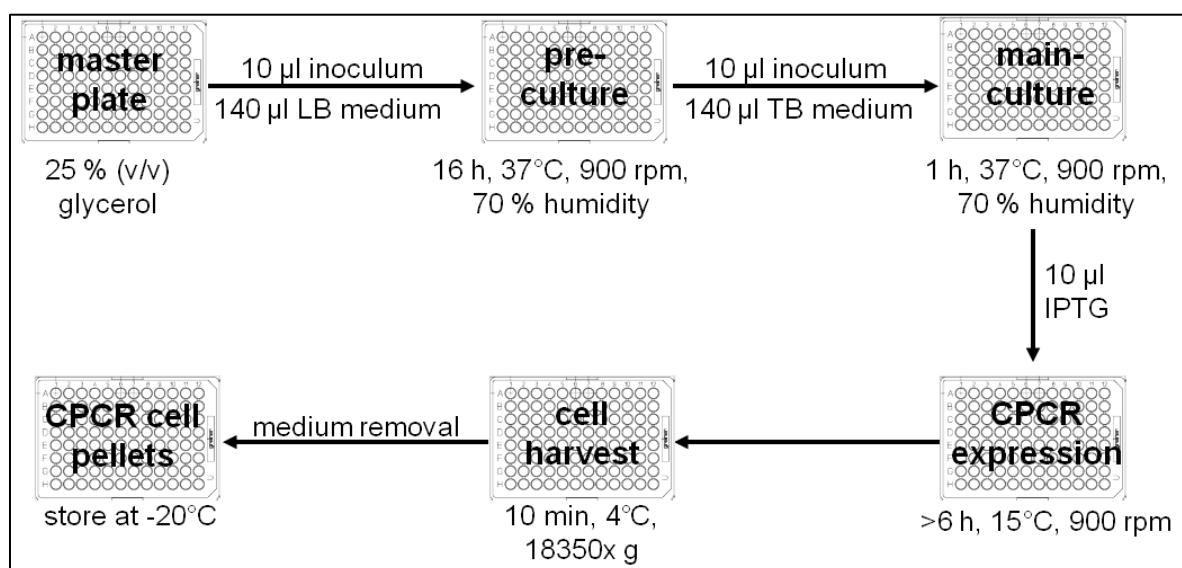 master
plate
10 µl inoculum
140 µl LB medium
pre-
culture
10 µl inoculum
140 µl TB medium
main-
culture
25 % (v/v)
glycerol
16 h, 37°C, 900 rpm,
70 % humidity
1 h, 37°C, 900 rpm,
70 % humidity
10 µl
IPTG
CPCR cell
pellets
medium removal
cell
harvest
CPCR
expression
store at -20°C
10 min, 4°C,
18350x g
>6 h, 15°C, 900 rpm